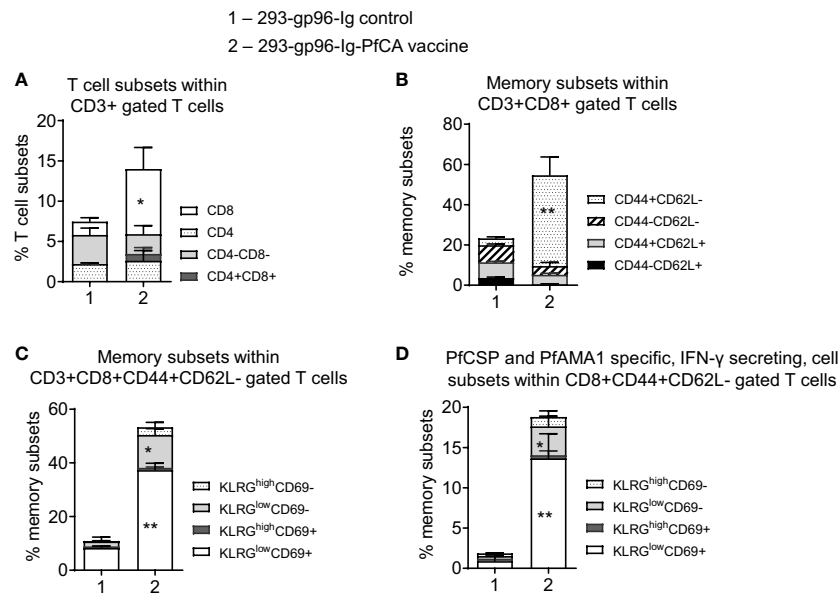 1 – 293-gp96-Ig control
2 – 293-gp96-Ig-PfCA vaccine
A
T cell subsets within
CD3+ gated T cells
% T cell subsets
20
15
10
5
0
*
1
2
CD8
CD4
CD4-CD8-
CD4+CD8+
B
Memory subsets within
CD3+CD8+ gated T cells
% memory subsets
80
60
40
20
0
**
1
2
CD44+CD62L-
CD44-CD62L-
CD44+CD62L+
CD44-CD62L+
C
Memory subsets within
CD3+CD8+CD44+CD62L- gated T cells
% memory subsets
60
40
20
0
*
**
1
2
KLRGhighCD69-
KLRGlowCD69-
KLRGhighCD69+
KLRGlowCD69+
D
PfCSP and PfAMA1 specific, IFN-γ secreting, cell
subsets within CD8+CD44+CD62L- gated T cells
% memory subsets
20
15
10
5
0
*
**
1
2
KLRGhighCD69-
KLRGlowCD69-
KLRGhighCD69+
KLRGlowCD69+